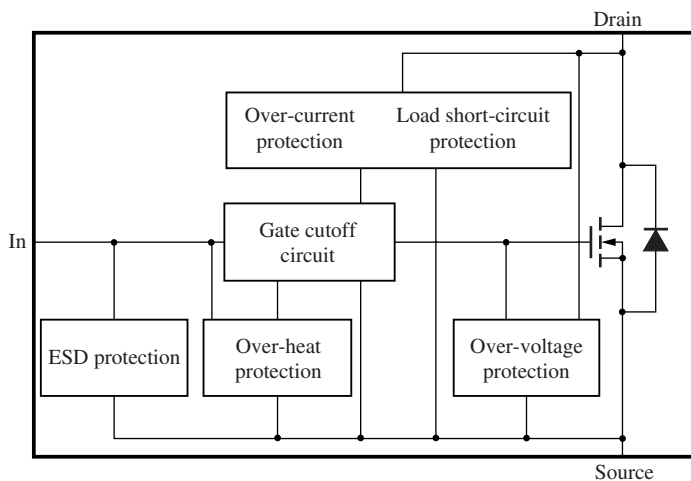 Drain
Over-current
protection
Load short-circuit
protection
In
Gate cutoff
circuit
ESD protection
Over-heat
protection
Over-voltage
protection
Source